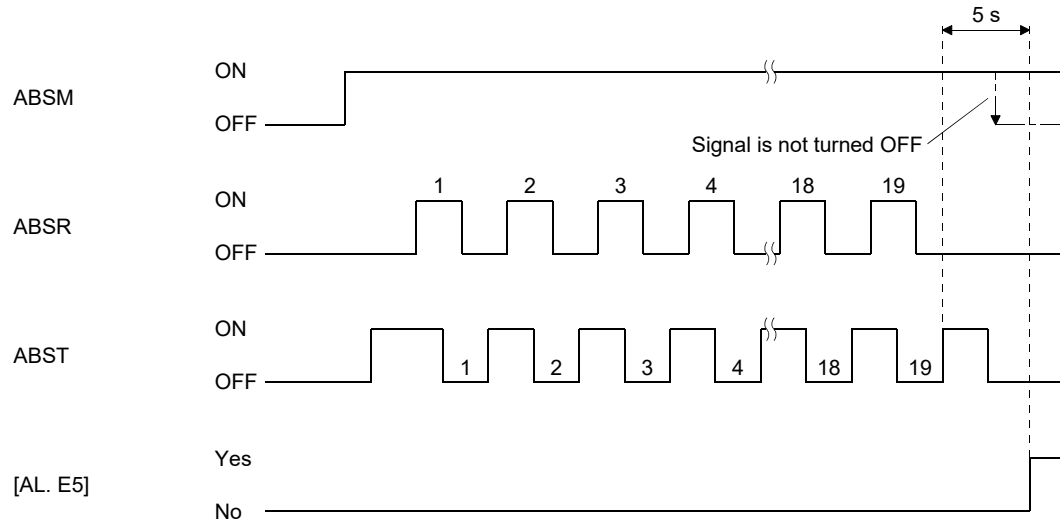 5 s
ON
ABSM
OFF
Signal is not turned OFF
1 2 3 4 18 19
ON
ABSR
OFF
ON
ABST
1 2 3 4 18 19
OFF
Yes
[AL. E5]
No